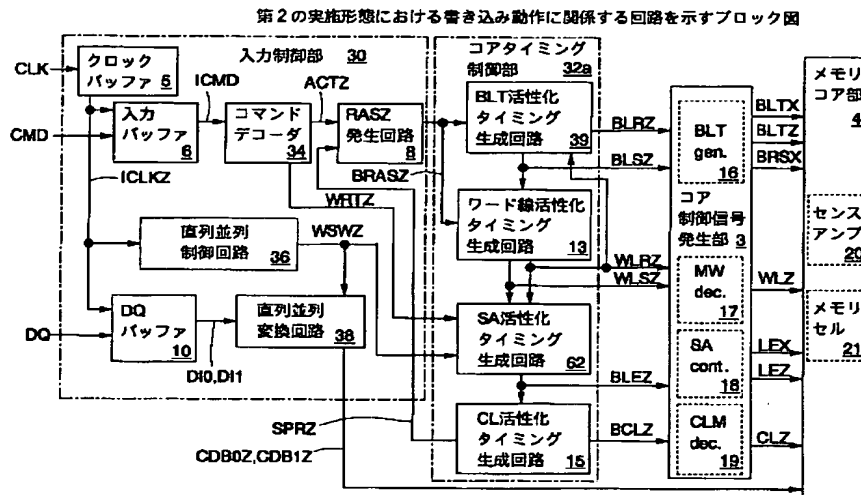 第２の実施形態における書き込み動作に関係する回路を示すブロック図
CLK
クロック
バッファ 5
ICMD
入力制御部 30
ACTZ
CMD
入力
バッファ
6
コマンド
デコーダ
34
RASZ
発生回路
8
ICLKZ
WRTZ
BRASZ
直列並列
制御回路
36
WSWZ
DQ
DQ
バッファ
10
直列並列
変換回路
38
DI0,DI1
SPRZ
CDB0Z,CDB1Z
コアタイミング
制御部 32a
BLT活性化
タイミング
生成回路
39
ワード線活性化
タイミング
生成回路 13
SA活性化
タイミング
生成回路
62
CL活性化
タイミング
生成回路 15
BLRZ
BLSZ
WLRZ
WLSZ
BLEZ
BCLZ
BLT
gen.
16
コア
制御信号
発生部 3
MW
dec.
17
SA
cont.
18
CLM
dec.
19
BLTX
BLTZ
BRSX
WLZ
LEX
LEZ
CLZ
メモリ
コア部
4
センス
アンプ
20
メモリ
セル
21